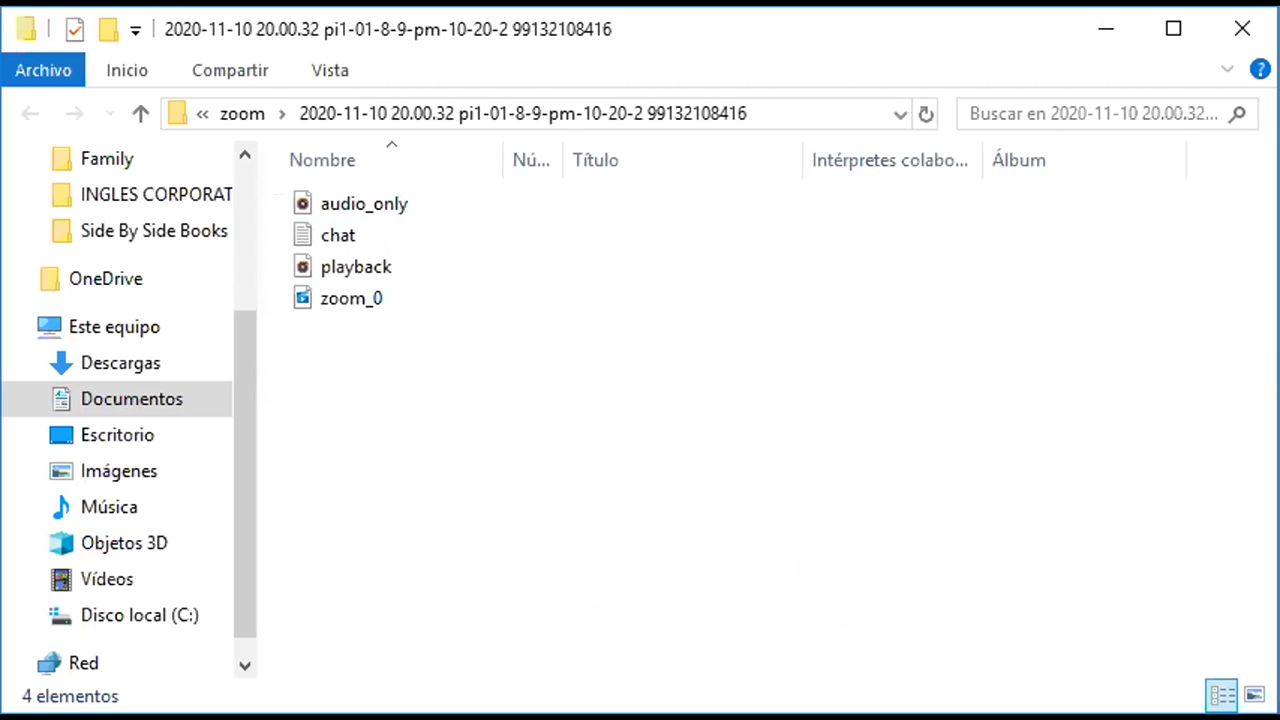 2020-11-10 20.00.32 pi1-01-8-9-pm-10-20-2 99132108416
Archivo Inicio Compartir Vista
« zoom › 2020-11-10 20.00.32 pi1-01-8-9-pm-10-20-2 99132108416
Buscar en 2020-11-10 20.00.32...
Family
INGLES CORPORAT
Side By Side Books
OneDrive
Este equipo
Descargas
Documentos
Escritorio
Imágenes
Música
Objetos 3D
Vídeos
Disco local (C:)
Red
Nombre Nú... Título Intérpretes colabo... Álbum
audio_only
chat
playback
zoom_0
4 elementos